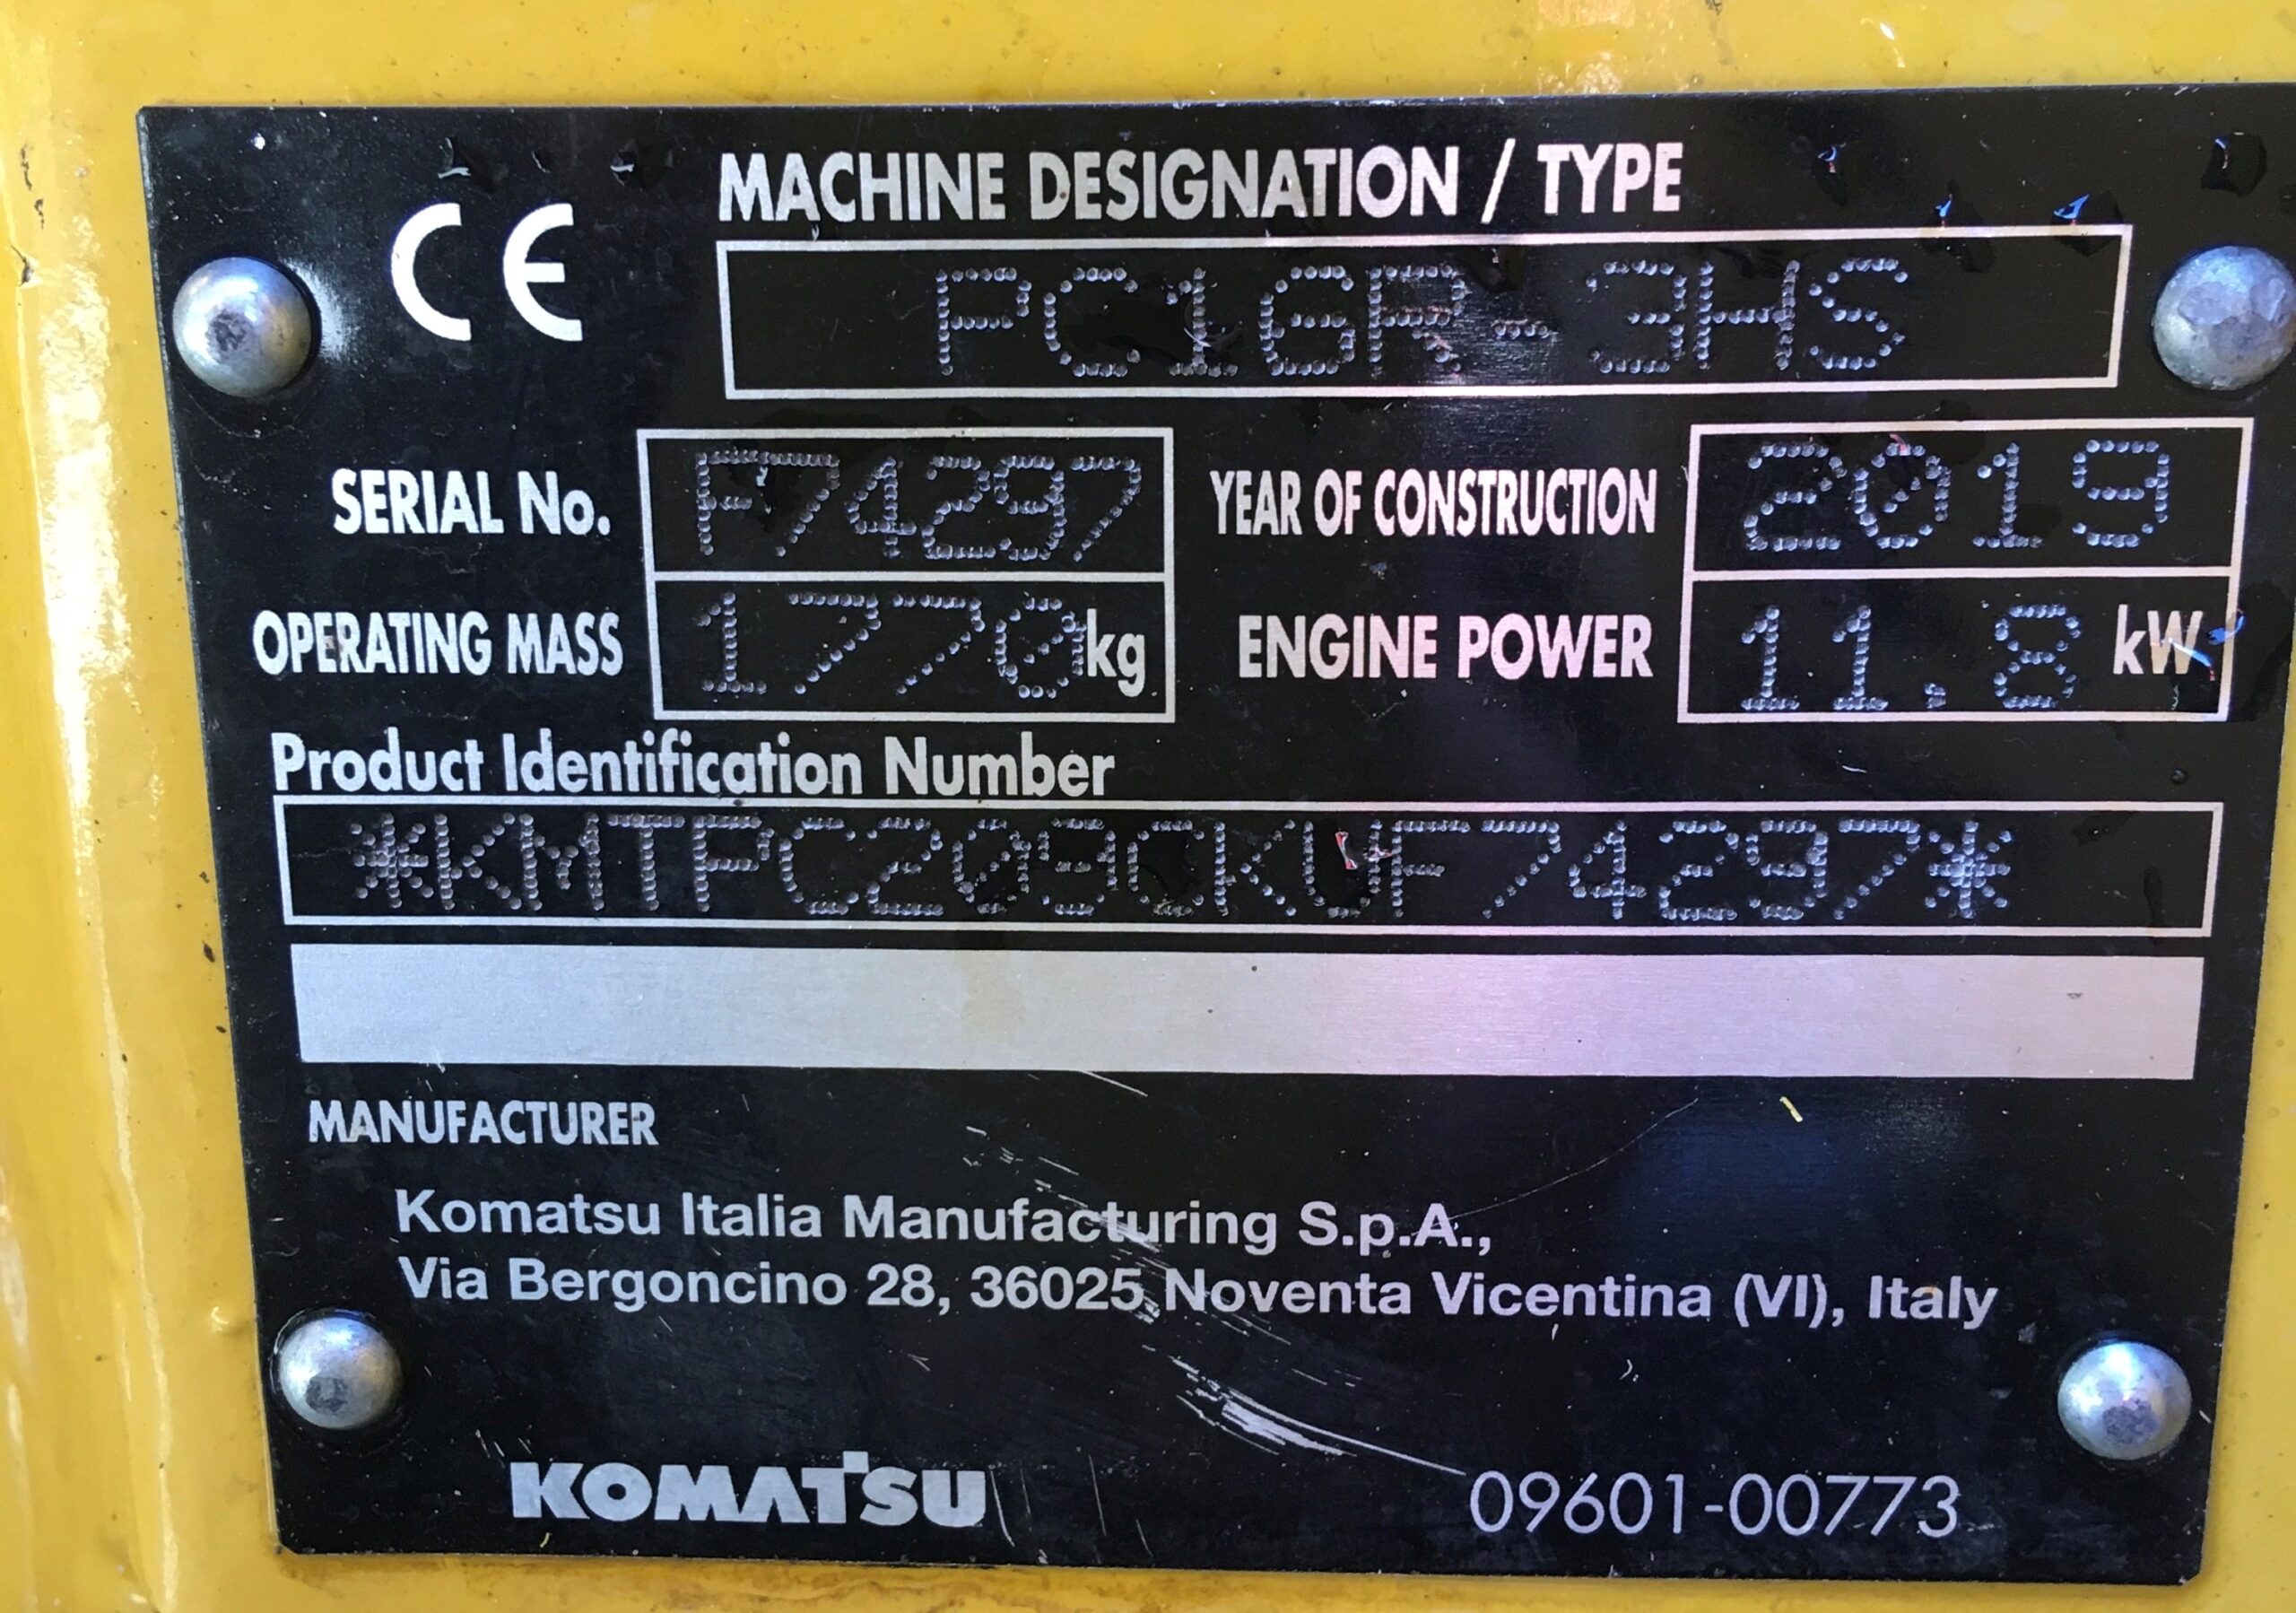 CE
MACHINE DESIGNATION / TYPE
PC16R-3HS
SERIAL No. F74297 YEAR OF CONSTRUCTION 2019
OPERATING MASS 1770 kg ENGINE POWER 11.8 kW
Product Identification Number
*KMTPC209CKUF74297*
MANUFACTURER
Komatsu Italia Manufacturing S.p.A.,
Via Bergoncino 28, 36025 Noventa Vicentina (VI), Italy
KOMATSU 09601-00773